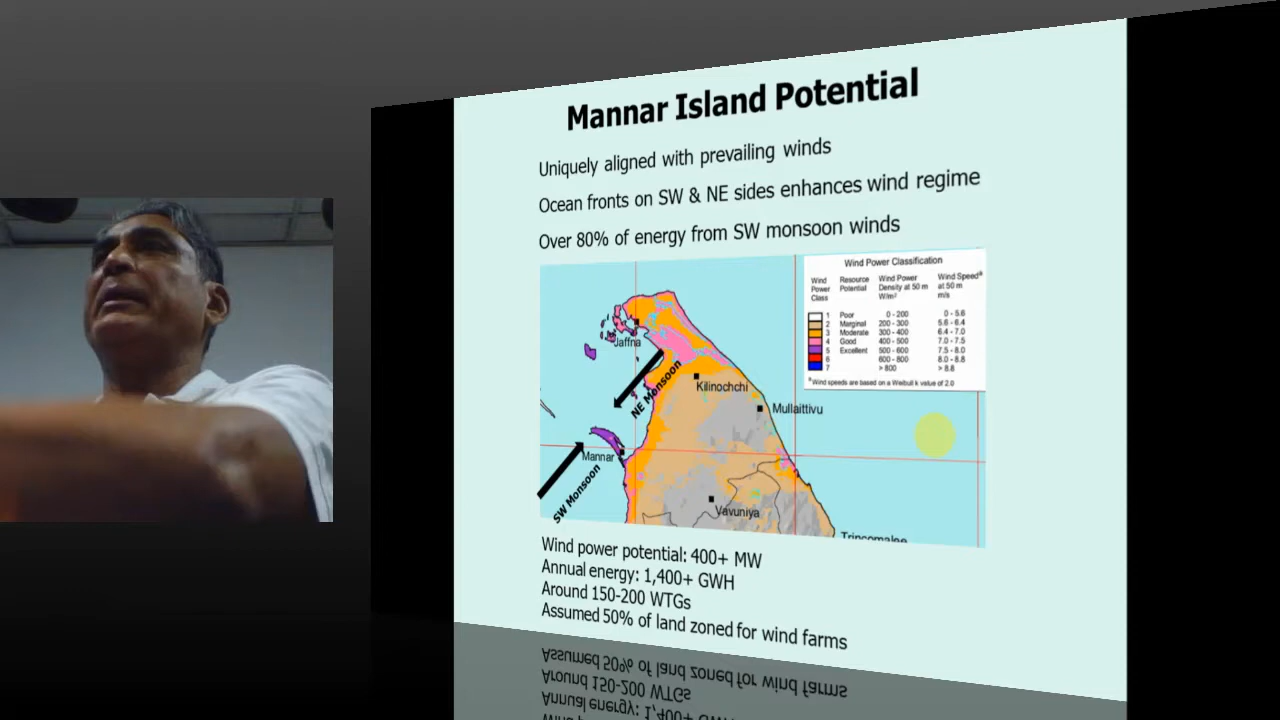 Mannar Island Potential
Uniquely aligned with prevailing winds
Ocean fronts on SW & NE sides enhances wind regime
Over 80% of energy from SW monsoon winds
Wind Power Classification
Wind Power Class Resource Potential Wind Power Density at 50 m W/m² Wind Speedª at 50 m m/s
1 Poor 0 - 200 0 - 5.6
2 Marginal 200 - 300 5.6 - 6.4
3 Moderate 300 - 400 6.4 - 7.0
4 Good 400 - 500 7.0 - 7.5
5 Excellent 500 - 600 7.5 - 8.0
6 600 - 800 8.0 - 8.8
7 > 800 > 8.8
ª Wind speeds are based on a Weibull k value of 2.0
Jaffna
NE Monsoon
Kilinochchi
Mullaittivu
Mannar
SW Monsoon
Vavuniya
Trincomalee
Wind power potential: 400+ MW
Annual energy: 1,400+ GWH
Around 150-200 WTGs
Assumed 50% of land zoned for wind farms